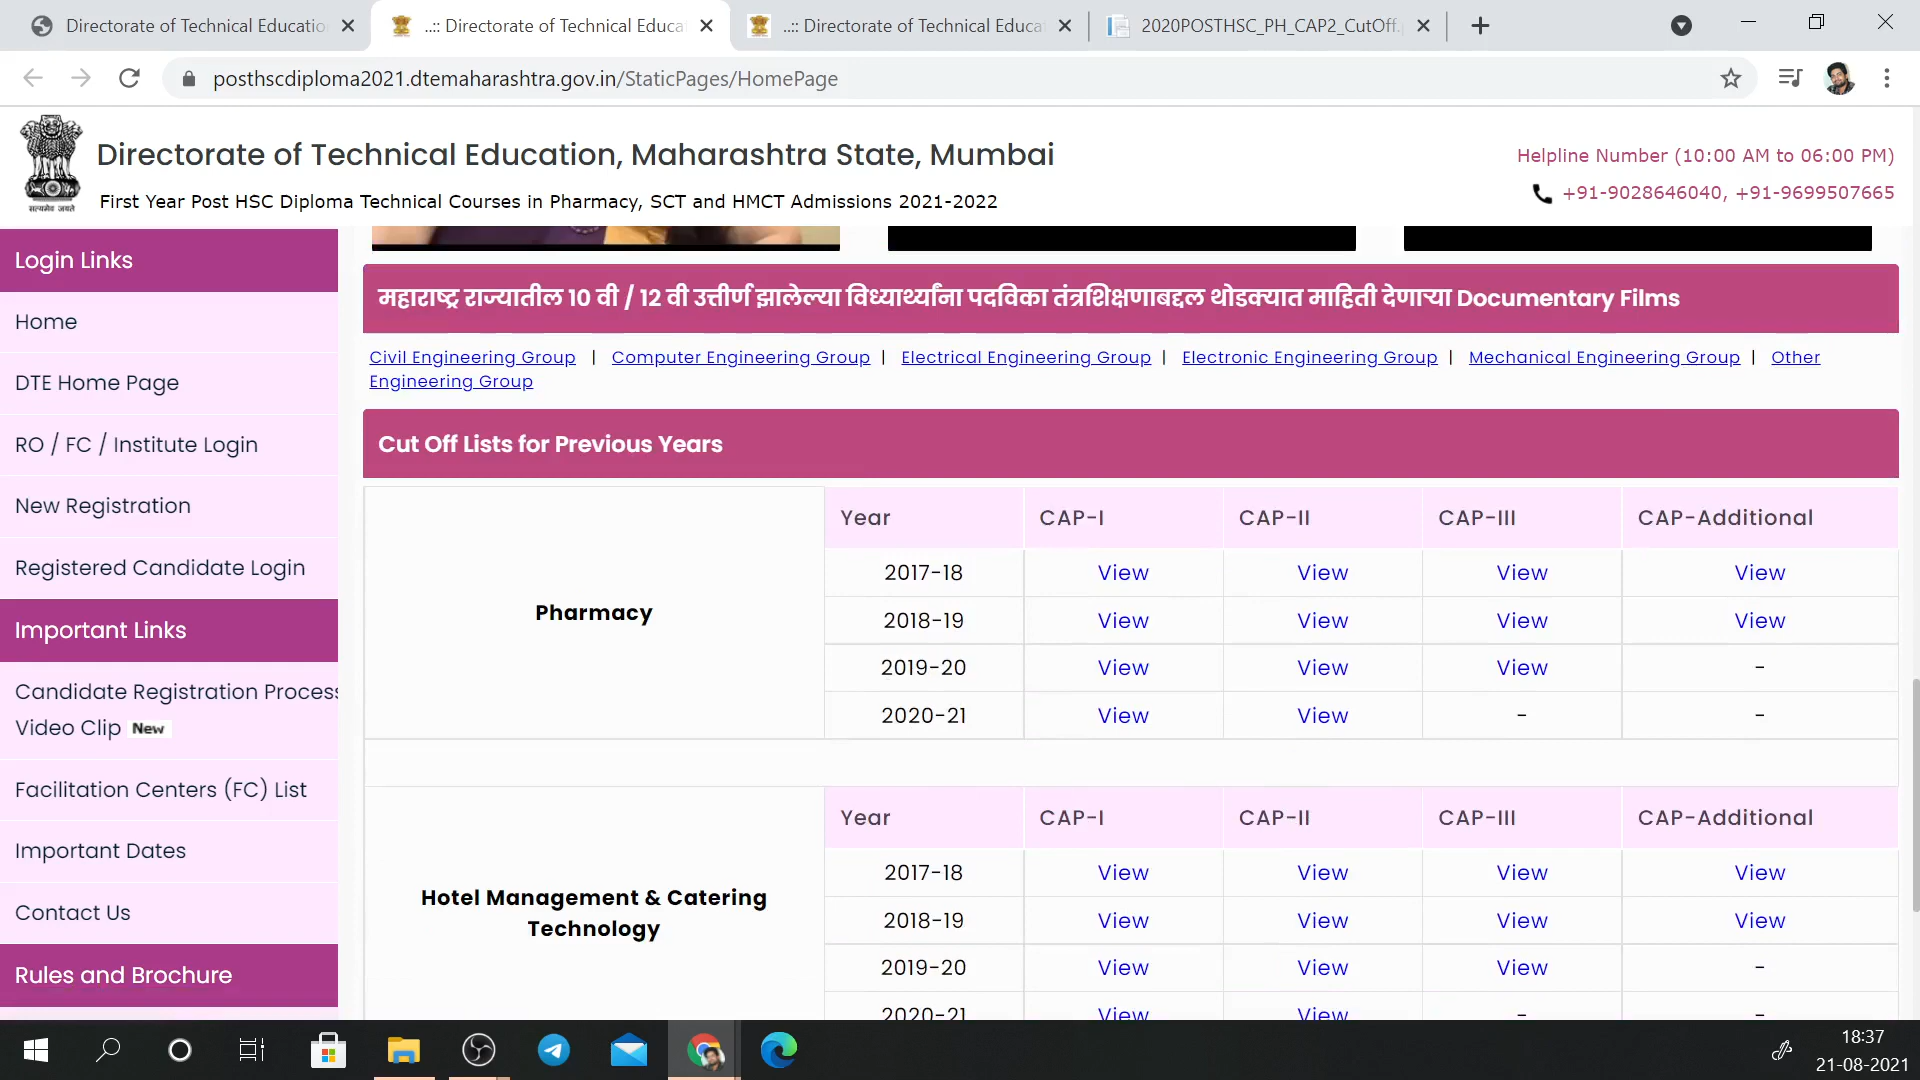 Directorate of Technical Educatio
..:: Directorate of Technical Educa
..:: Directorate of Technical Educa
2020POSTHSC_PH_CAP2_CutOff.p
posthscdiploma2021.dtemaharashtra.gov.in/StaticPages/HomePage
सत्यमेव जयते
Directorate of Technical Education, Maharashtra State, Mumbai
First Year Post HSC Diploma Technical Courses in Pharmacy, SCT and HMCT Admissions 2021-2022
Helpline Number (10:00 AM to 06:00 PM)
+91-9028646040, +91-9699507665
Login Links
Home
DTE Home Page
RO / FC / Institute Login
New Registration
Registered Candidate Login
Important Links
Candidate Registration Process
Video Clip New
Facilitation Centers (FC) List
Important Dates
Contact Us
Rules and Brochure
महाराष्ट्र राज्यातील 10 वी / 12 वी उत्तीर्ण झालेल्या विध्यार्थ्यांना पदविका तंत्रशिक्षणाबद्दल थोडक्यात माहिती देणाऱ्या Documentary Films
Civil Engineering Group | Computer Engineering Group | Electrical Engineering Group | Electronic Engineering Group | Mechanical Engineering Group | Other
Engineering Group
Cut Off Lists for Previous Years
Pharmacy
Year CAP-I CAP-II CAP-III CAP-Additional
2017-18 View View View View
2018-19 View View View View
2019-20 View View View -
2020-21 View View - -
Hotel Management & Catering
Technology
Year CAP-I CAP-II CAP-III CAP-Additional
2017-18 View View View View
2018-19 View View View View
2019-20 View View View -
2020-21 View View - -
18:37
21-08-2021